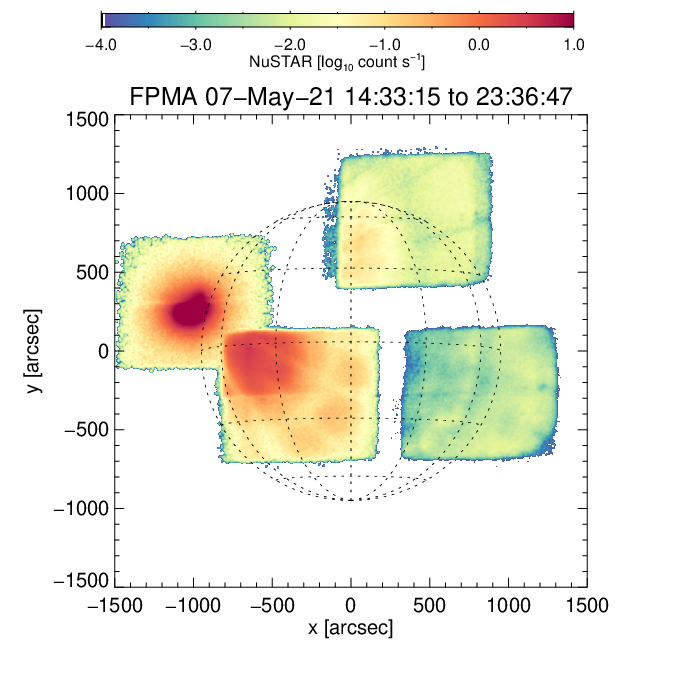 −4.0 −3.0 −2.0 −1.0 0.0 1.0
NuSTAR [log₁₀ count s⁻¹]
FPMA 07−May−21 14:33:15 to 23:36:47
1500
1000
500
0
−500
−1000
−1500
y [arcsec]
−1500 −1000 −500 0 500 1000 1500
x [arcsec]